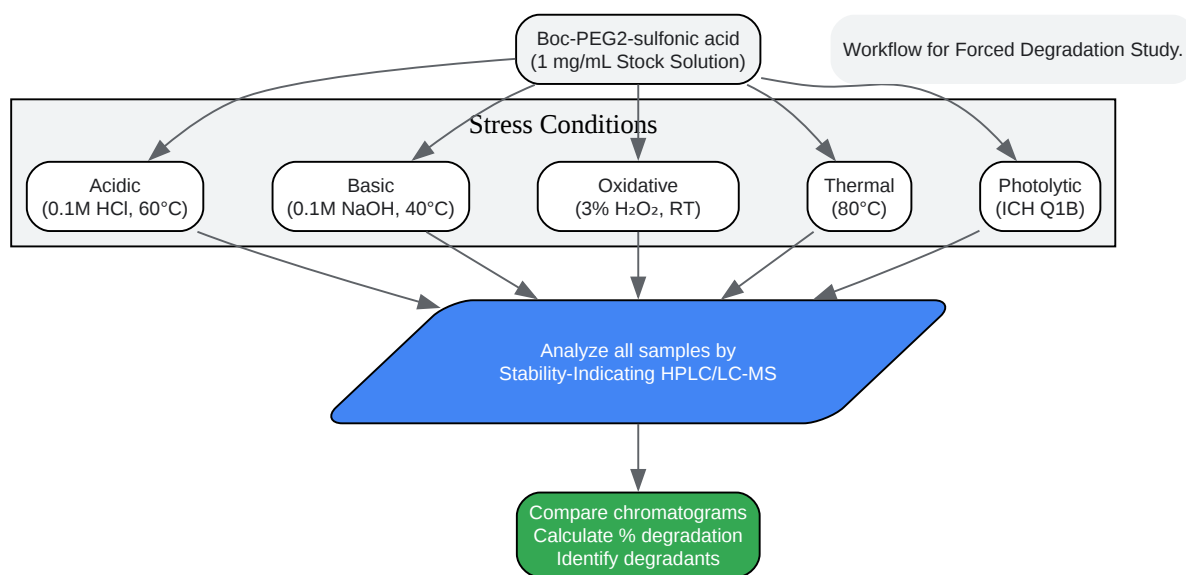 Boc-PEG2-sulfonic acid
(1 mg/mL Stock Solution)
Workflow for Forced Degradation Study.
Stress Conditions
Acidic
(0.1M HCl, 60°C)
Basic
(0.1M NaOH, 40°C)
Oxidative
(3% H₂O₂, RT)
Thermal
(80°C)
Photolytic
(ICH Q1B)
Analyze all samples by
Stability-Indicating HPLC/LC-MS
Compare chromatograms
Calculate % degradation
Identify degradants